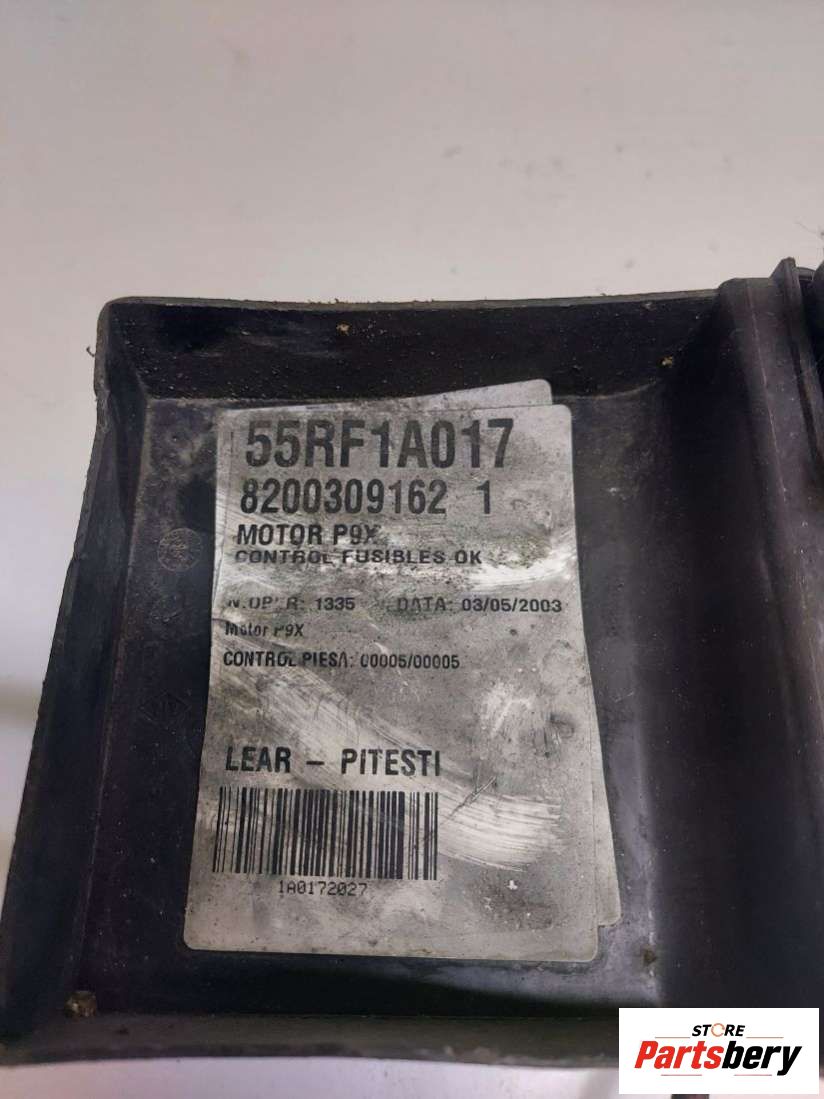 55RF1A017
8200309162 1
MOTOR P9X
CONTROL FUSIBLES OK
1335 DATA: 03/05/2003
Motor P9X
CONTROL PIESA: 00005/00005
LEAR – PITESTI
1A0172027
STORE
Partsbery